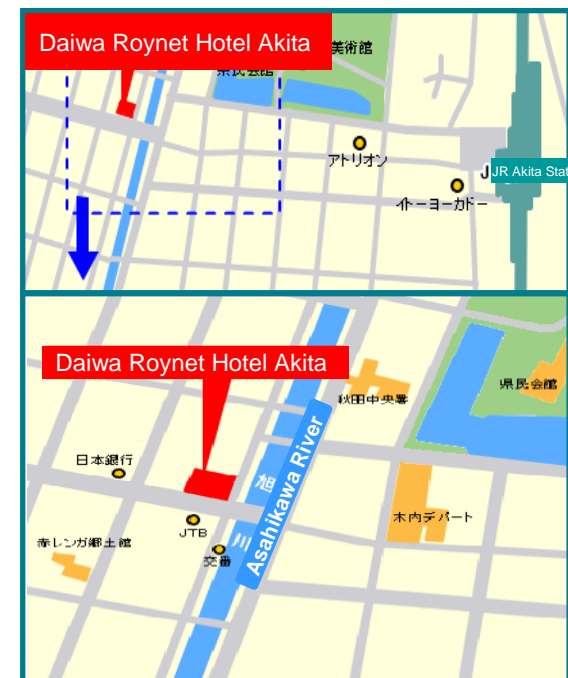 Daiwa Roynet Hotel Akita
美術館
県民会館
アトリオン
J
JR Akita Stat
イトーヨーカドー
Daiwa Roynet Hotel Akita
県民会館
秋田中央署
日本銀行
旭
川
Asahikawa River
木内デパート
JTB
赤レンガ郷土館
交番